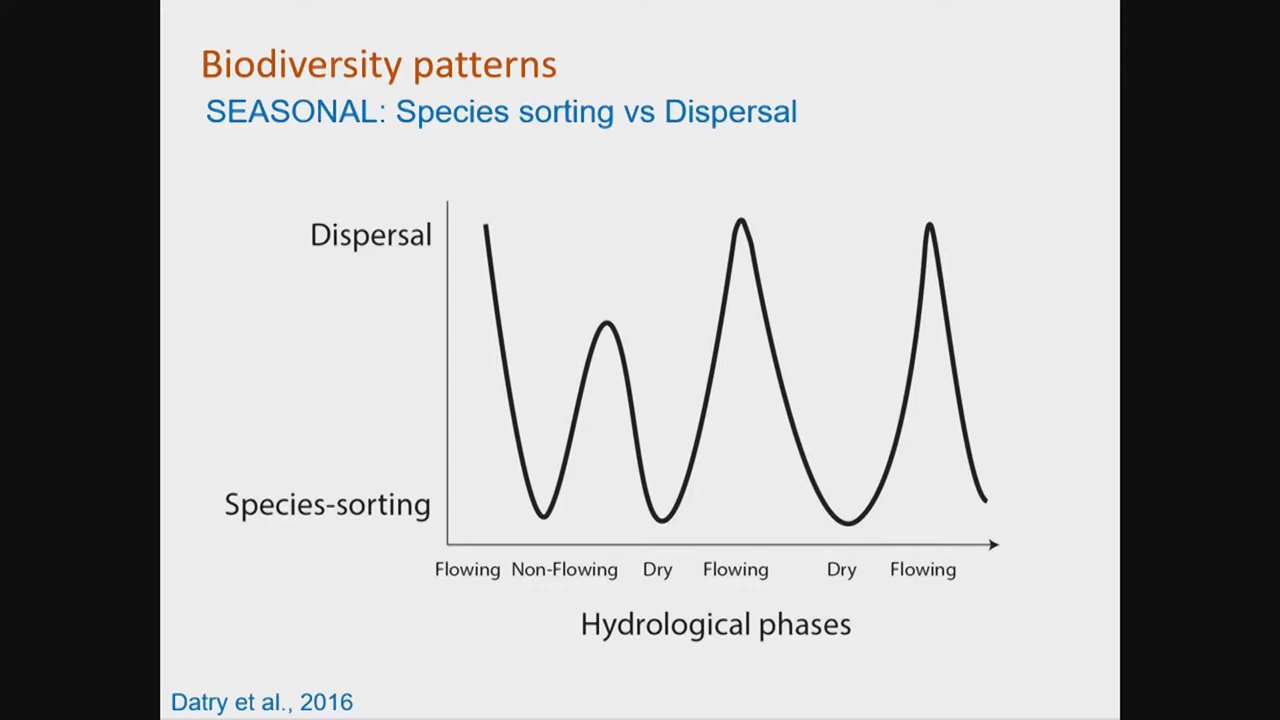 Biodiversity patterns
SEASONAL: Species sorting vs Dispersal
Dispersal
Species-sorting
Flowing Non-Flowing Dry Flowing Dry Flowing
Hydrological phases
Datry et al., 2016